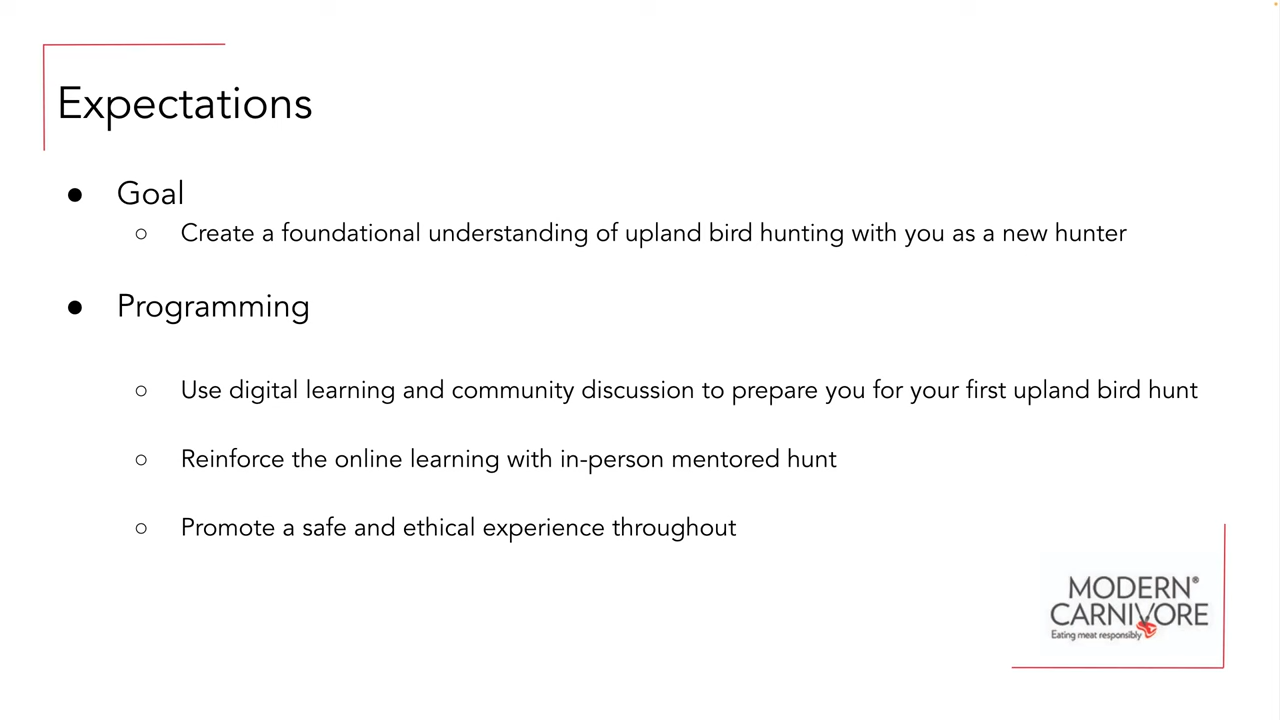 Expectations
● Goal
○ Create a foundational understanding of upland bird hunting with you as a new hunter
● Programming
○ Use digital learning and community discussion to prepare you for your first upland bird hunt
○ Reinforce the online learning with in-person mentored hunt
○ Promote a safe and ethical experience throughout
MODERN®
CARNIVORE
Eating meat responsibly